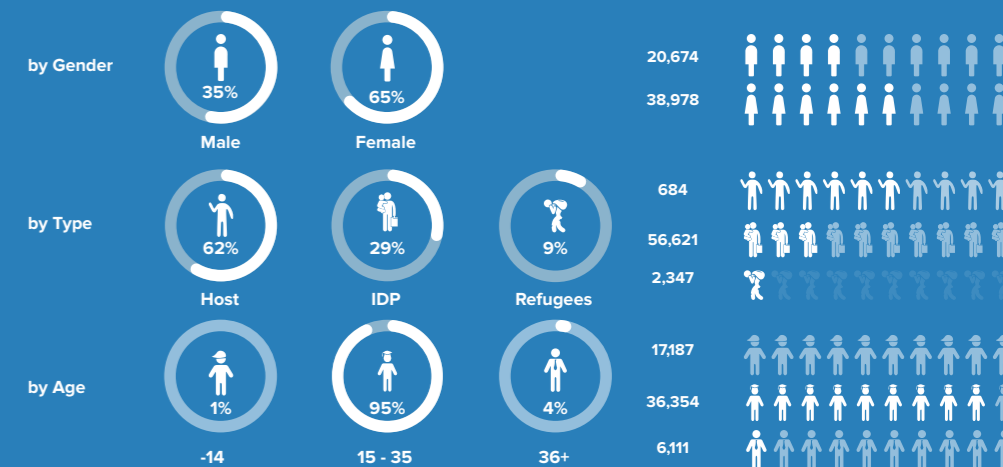 by Gender
35%
65%
Male
Female
20,674
38,978
by Type
62%
29%
9%
Host
IDP
Refugees
684
56,621
2,347
by Age
1%
95%
4%
-14
15 - 35
36+
17,187
36,354
6,111